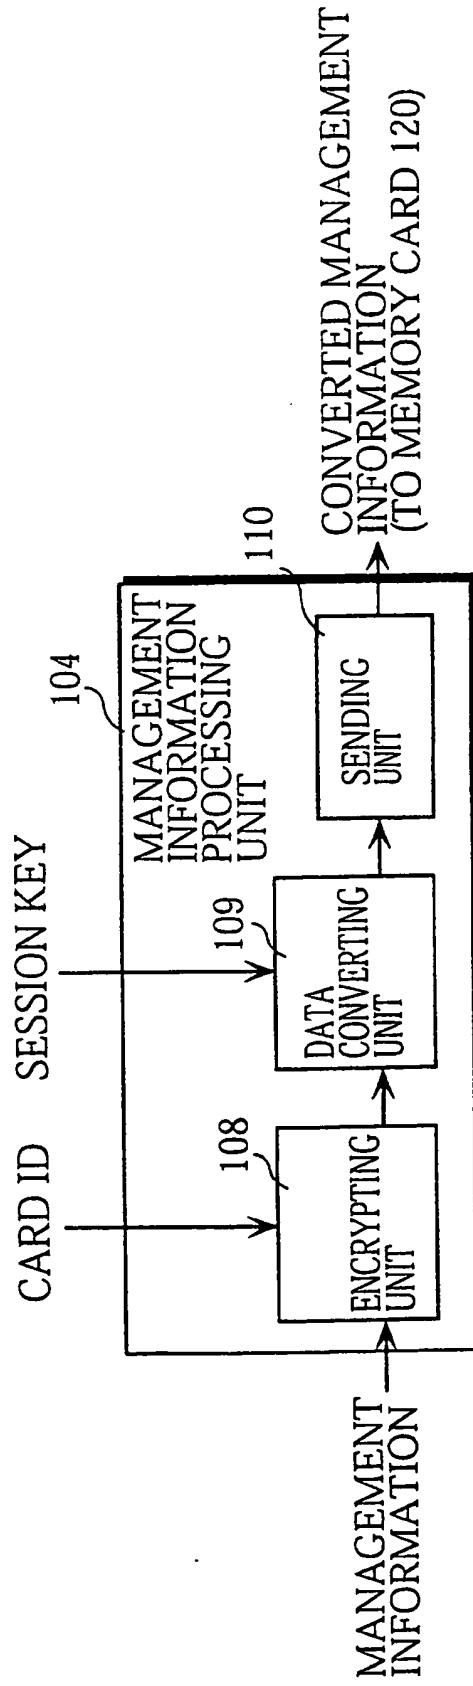 CARD ID
SESSION KEY
104
MANAGEMENT
INFORMATION
PROCESSING
UNIT
108
109
110
MANAGEMENT
INFORMATION
ENCRYPTING
UNIT
DATA
CONVERTING
UNIT
SENDING
UNIT
CONVERTED MANAGEMENT
INFORMATION
(TO MEMORY CARD 120)